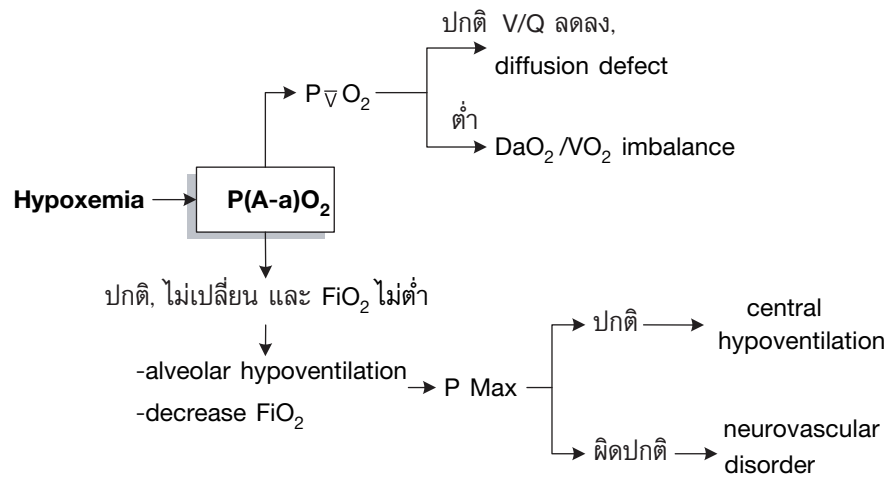 ปกติ V/Q ลดลง,
diffusion defect
P v̄ O₂
ต่ำ
DaO₂ /VO₂ imbalance
Hypoxemia
P(A-a)O₂
ปกติ, ไม่เปลี่ยน และ FiO₂ ไม่ต่ำ
-alveolar hypoventilation
-decrease FiO₂
P Max
ปกติ
central
hypoventilation
ผิดปกติ
neurovascular
disorder